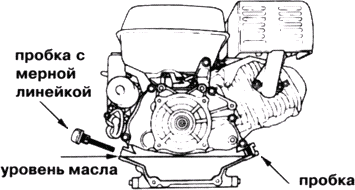 пробка с
мерной
линейкой
уровень масла
пробка